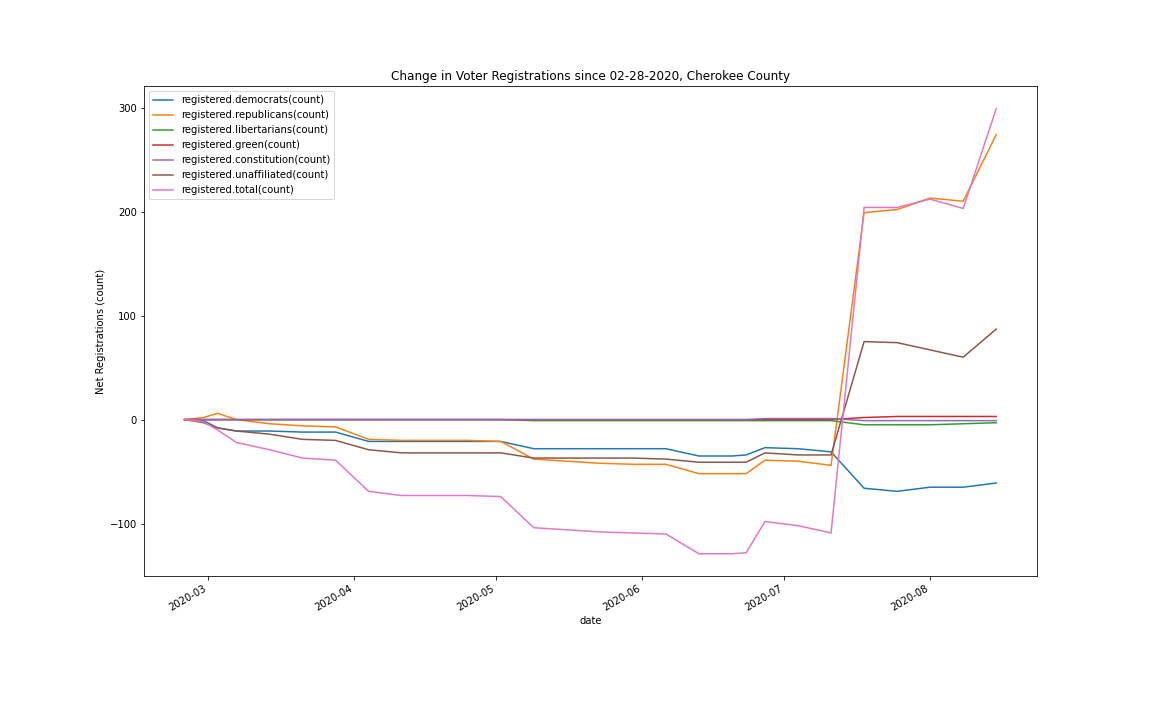 Change in Voter Registrations since 02-28-2020, Cherokee County
registered.democrats(count)
registered.republicans(count)
registered.libertarians(count)
registered.green(count)
registered.constitution(count)
registered.unaffiliated(count)
registered.total(count)
Net Registrations (count)
300
200
100
0
−100
2020-03
2020-04
2020-05
2020-06
2020-07
2020-08
date